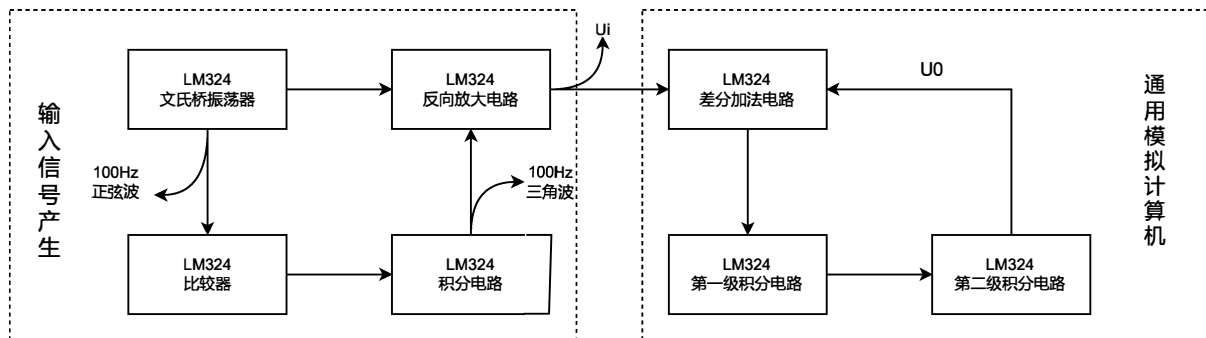 输入信号产生
LM324
文氏桥振荡器
LM324
反向放大电路
Ui
100Hz
正弦波
100Hz
三角波
LM324
比较器
LM324
积分电路
LM324
差分加法电路
U0
LM324
第一级积分电路
LM324
第二级积分电路
通用模拟计算机